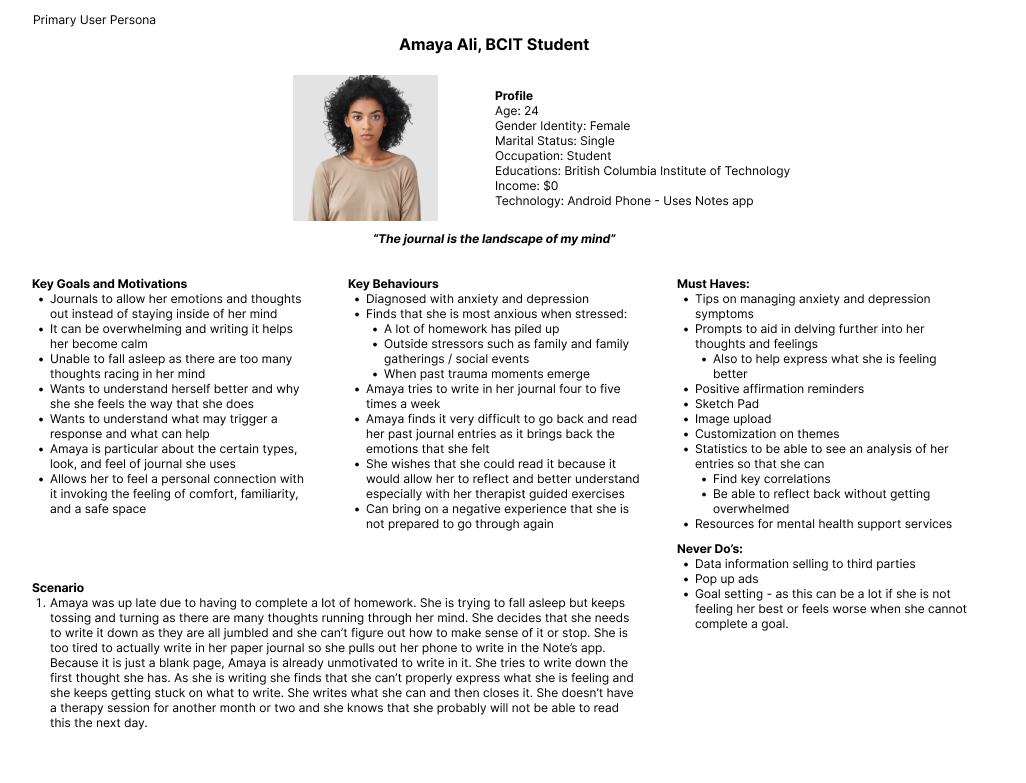 Primary User Persona
Amaya Ali, BCIT Student
Profile
Age: 24
Gender Identity: Female
Marital Status: Single
Occupation: Student
Educations: British Columbia Institute of Technology
Income: $0
Technology: Android Phone - Uses Notes app
“The journal is the landscape of my mind”
Key Goals and Motivations
• Journals to allow her emotions and thoughts
out instead of staying inside of her mind
• It can be overwhelming and writing it helps
her become calm
• Unable to fall asleep as there are too many
thoughts racing in her mind
• Wants to understand herself better and why
she she feels the way that she does
• Wants to understand what may trigger a
response and what can help
• Amaya is particular about the certain types,
look, and feel of journal she uses
• Allows her to feel a personal connection with
it invoking the feeling of comfort, familiarity,
and a safe space
Key Behaviours
• Diagnosed with anxiety and depression
• Finds that she is most anxious when stressed:
• A lot of homework has piled up
• Outside stressors such as family and family
gatherings / social events
• When past trauma moments emerge
• Amaya tries to write in her journal four to five
times a week
• Amaya finds it very difficult to go back and read
her past journal entries as it brings back the
emotions that she felt
• She wishes that she could read it because it
would allow her to reflect and better understand
especially with her therapist guided exercises
• Can bring on a negative experience that she is
not prepared to go through again
Must Haves:
• Tips on managing anxiety and depression
symptoms
• Prompts to aid in delving further into her
thoughts and feelings
• Also to help express what she is feeling
better
• Positive affirmation reminders
• Sketch Pad
• Image upload
• Customization on themes
• Statistics to be able to see an analysis of her
entries so that she can
• Find key correlations
• Be able to reflect back without getting
overwhelmed
• Resources for mental health support services
Never Do’s:
• Data information selling to third parties
• Pop up ads
• Goal setting - as this can be a lot if she is not
feeling her best or feels worse when she cannot
complete a goal.
Scenario
1. Amaya was up late due to having to complete a lot of homework. She is trying to fall asleep but keeps
tossing and turning as there are many thoughts running through her mind. She decides that she needs
to write it down as they are all jumbled and she can’t figure out how to make sense of it or stop. She is
too tired to actually write in her paper journal so she pulls out her phone to write in the Note’s app.
Because it is just a blank page, Amaya is already unmotivated to write in it. She tries to write down the
first thought she has. As she is writing she finds that she can’t properly express what she is feeling and
she keeps getting stuck on what to write. She writes what she can and then closes it. She doesn’t have
a therapy session for another month or two and she knows that she probably will not be able to read
this the next day.